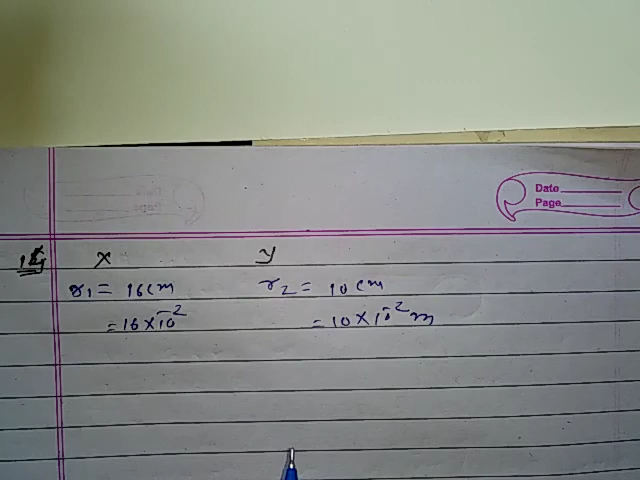 Date
Page
x y
r₁ = 16 cm r₂ = 10 cm
= 16 × 10⁻² = 10 × 10⁻² m